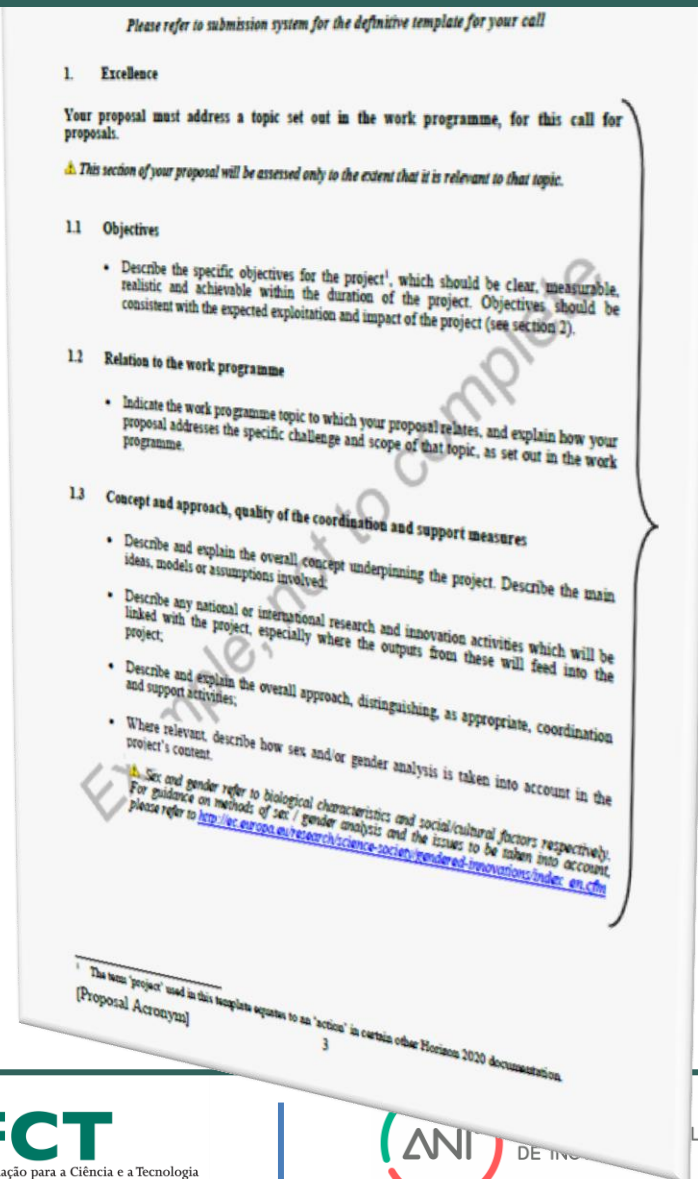 Please refer to submission system for the definitive template for your call
1. Excellence
Your proposal must address a topic set out in the work programme, for this call for
proposals.
This section of your proposal will be assessed only to the extent that it is relevant to that topic.
1.1 Objectives
• Describe the specific objectives for the project¹, which should be clear, measurable,
realistic and achievable within the duration of the project. Objectives should be
consistent with the expected exploitation and impact of the project (see section 2).
1.2 Relation to the work programme
• Indicate the work programme topic to which your proposal relates, and explain how your
proposal addresses the specific challenge and scope of that topic, as set out in the work
programme.
1.3 Concept and approach, quality of the coordination and support measures
• Describe and explain the overall concept underpinning the project. Describe the main
ideas, models or assumptions involved;
• Describe any national or international research and innovation activities which will be
linked with the project, especially where the outputs from these will feed into the
project;
• Describe and explain the overall approach, distinguishing, as appropriate, coordination
and support activities;
• Where relevant, describe how sex and/or gender analysis is taken into account in the
project's content.
Sex and gender refer to biological characteristics and social/cultural factors respectively.
For guidance on methods of sex / gender analysis and the issues to be taken into account,
please refer to http://ec.europa.eu/research/science-society/gendered-innovations/index_en.cfm
Example, not to complete
¹ The term 'project' used in this template equates to an 'action' in certain other Horizon 2020 documentation.
[Proposal Acronym]
3
FCT
para a Ciência e a Tecnologia
ANI
DE